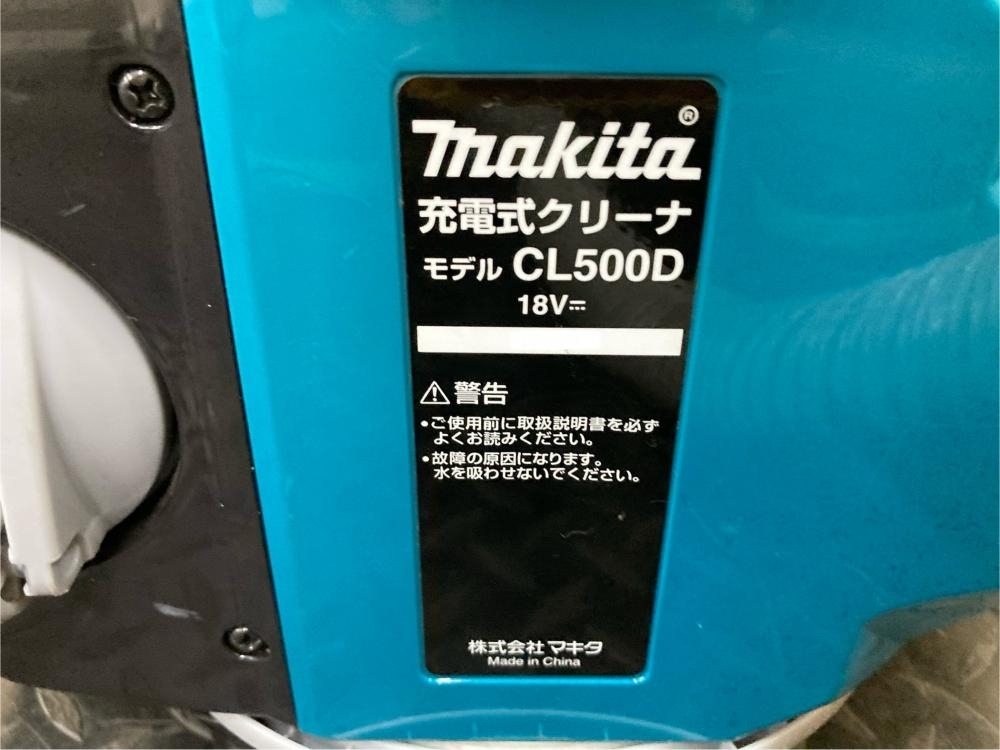 makita®
充電式クリーナ
モデル CL500D
18V⎓
⚠警告
•ご使用前に取扱説明書を必ず
よくお読みください。
•故障の原因になります。
水を吸わせないでください。
株式会社マキタ
Made in China